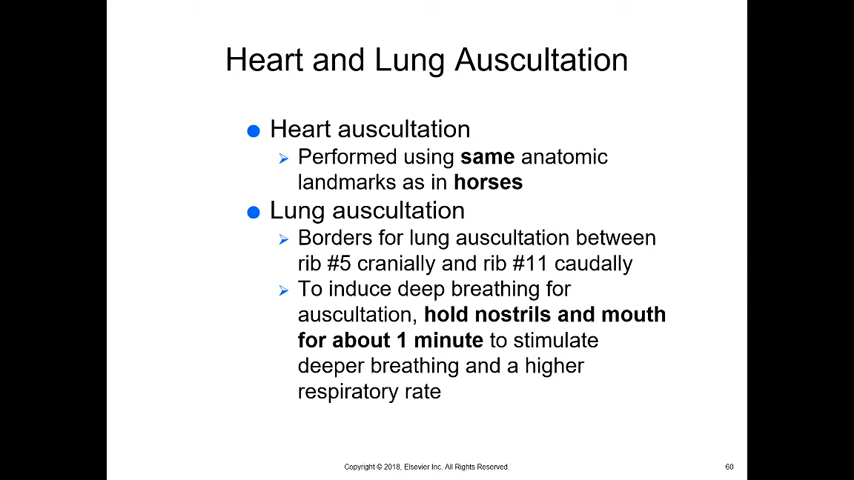 Heart and Lung Auscultation
Heart auscultation
Performed using same anatomic
landmarks as in horses
Lung auscultation
Borders for lung auscultation between
rib #5 cranially and rib #11 caudally
To induce deep breathing for
auscultation, hold nostrils and mouth
for about 1 minute to stimulate
deeper breathing and a higher
respiratory rate
Copyright © 2018, Elsevier Inc. All Rights Reserved.
60